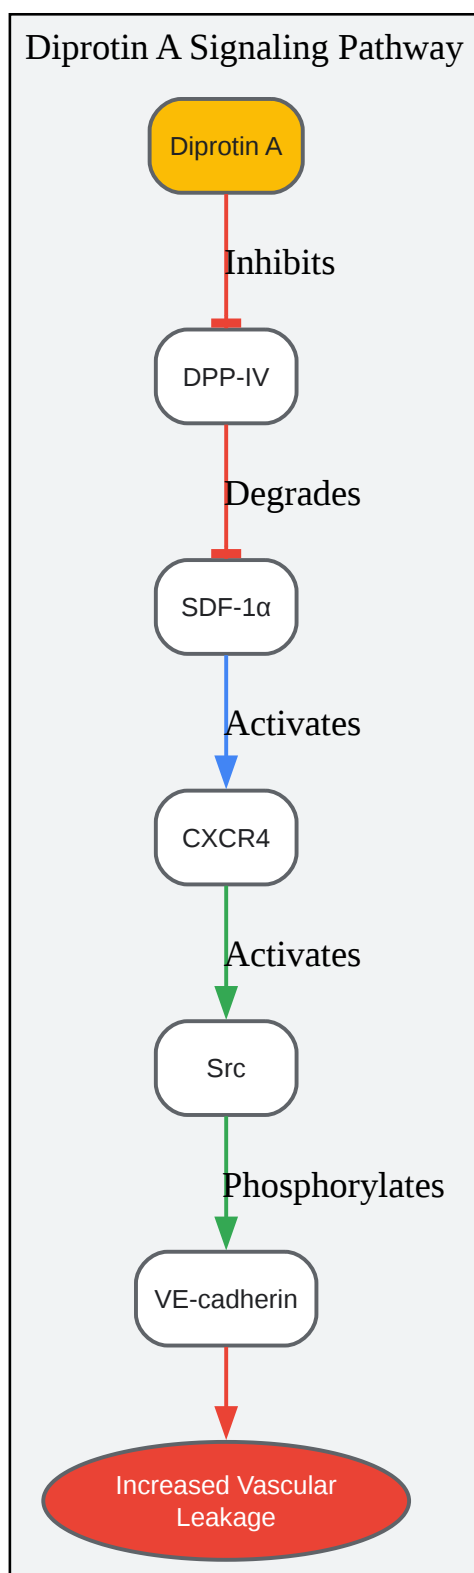 Diprotin A Signaling Pathway
Diprotin A
Inhibits
DPP-IV
Degrades
SDF-1α
Activates
CXCR4
Activates
Src
Phosphorylates
VE-cadherin
Increased Vascular
Leakage